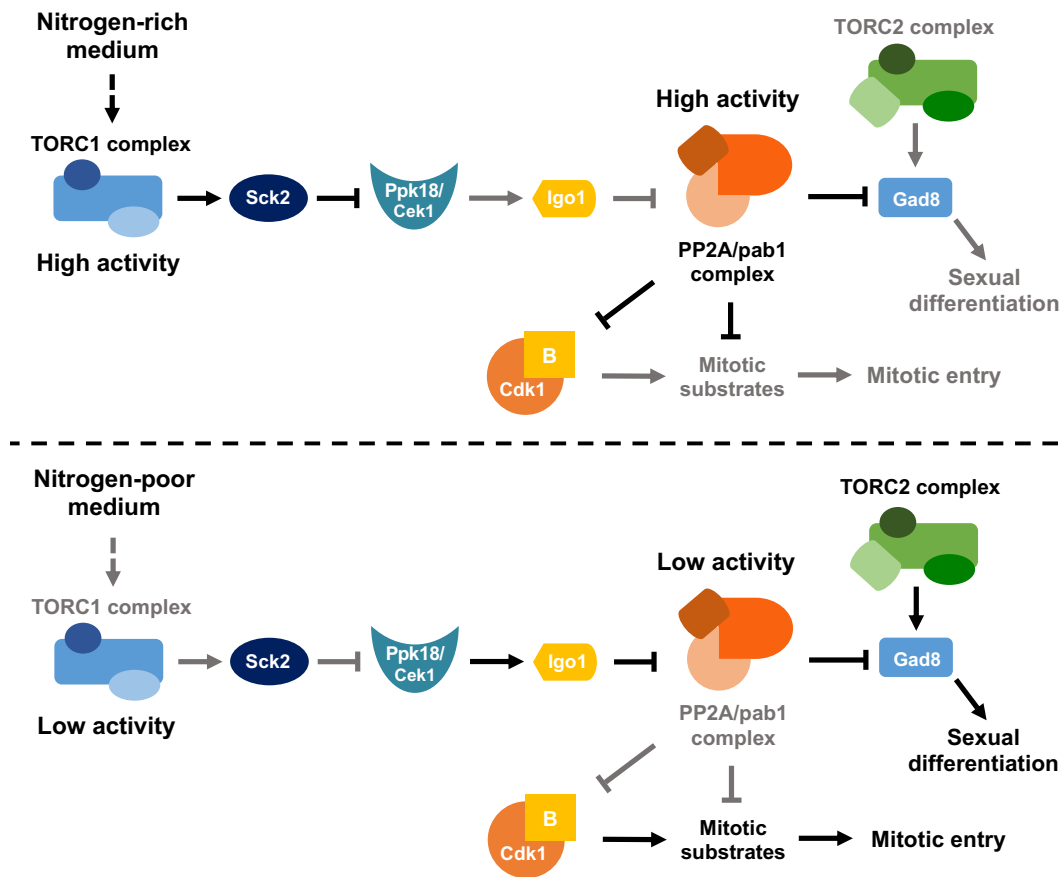 Nitrogen-rich
medium
TORC2 complex
High activity
TORC1 complex
Sck2
Ppk18/
Cek1
Igo1
Gad8
High activity
PP2A/pab1
complex
Sexual
differentiation
B
Cdk1
Mitotic
substrates
Mitotic entry
Nitrogen-poor
medium
TORC2 complex
Low activity
TORC1 complex
Sck2
Ppk18/
Cek1
Igo1
Gad8
Low activity
PP2A/pab1
complex
Sexual
differentiation
B
Cdk1
Mitotic
substrates
Mitotic entry